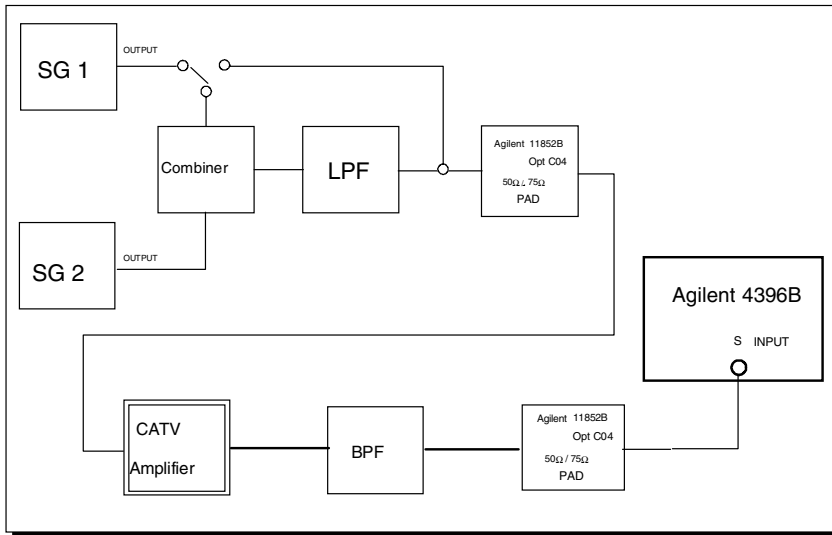 SG 1
OUTPUT
Combiner
LPF
Agilent 11852B
Opt C04
50Ω / 75Ω
PAD
SG 2
OUTPUT
Agilent 4396B
S INPUT
CATV
Amplifier
BPF
Agilent 11852B
Opt C04
50Ω / 75Ω
PAD